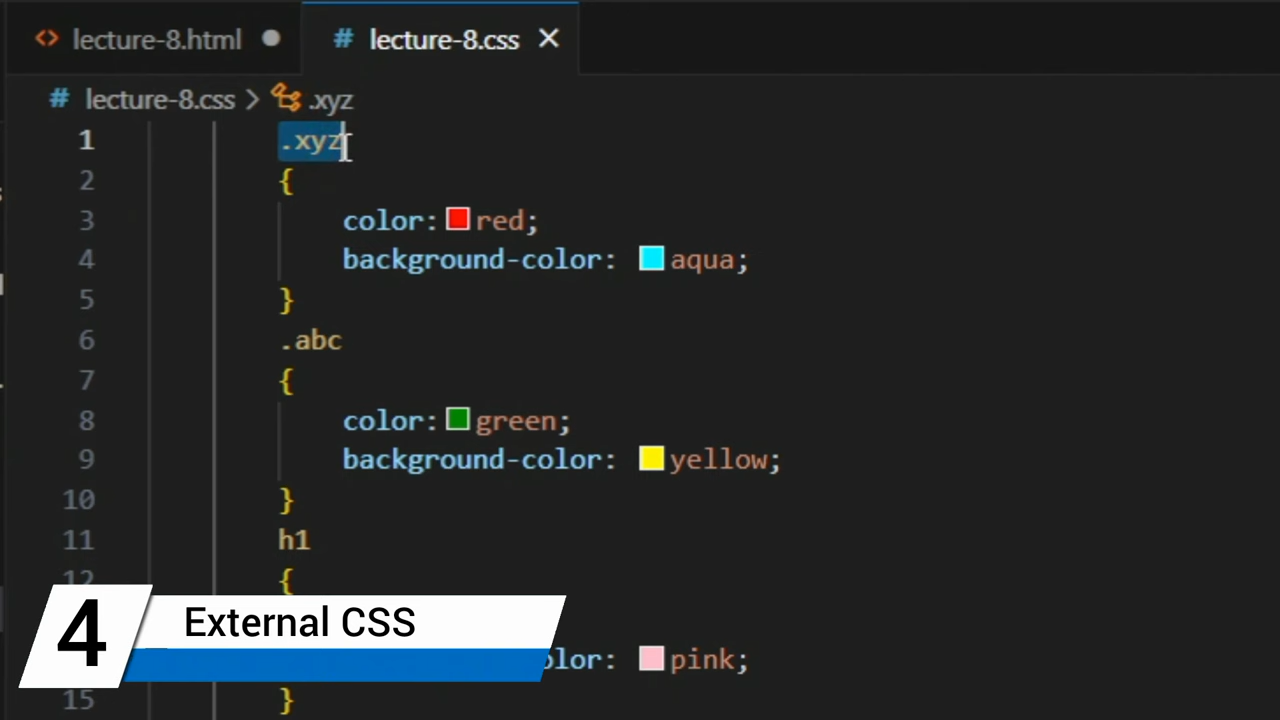 lecture-8.html
lecture-8.css
lecture-8.css > .xyz
1 .xyz
2 {
3 color: red;
4 background-color: aqua;
5 }
6 .abc
7 {
8 color: green;
9 background-color: yellow;
10 }
11 h1
12 {
olor: pink;
15 }
4 External CSS